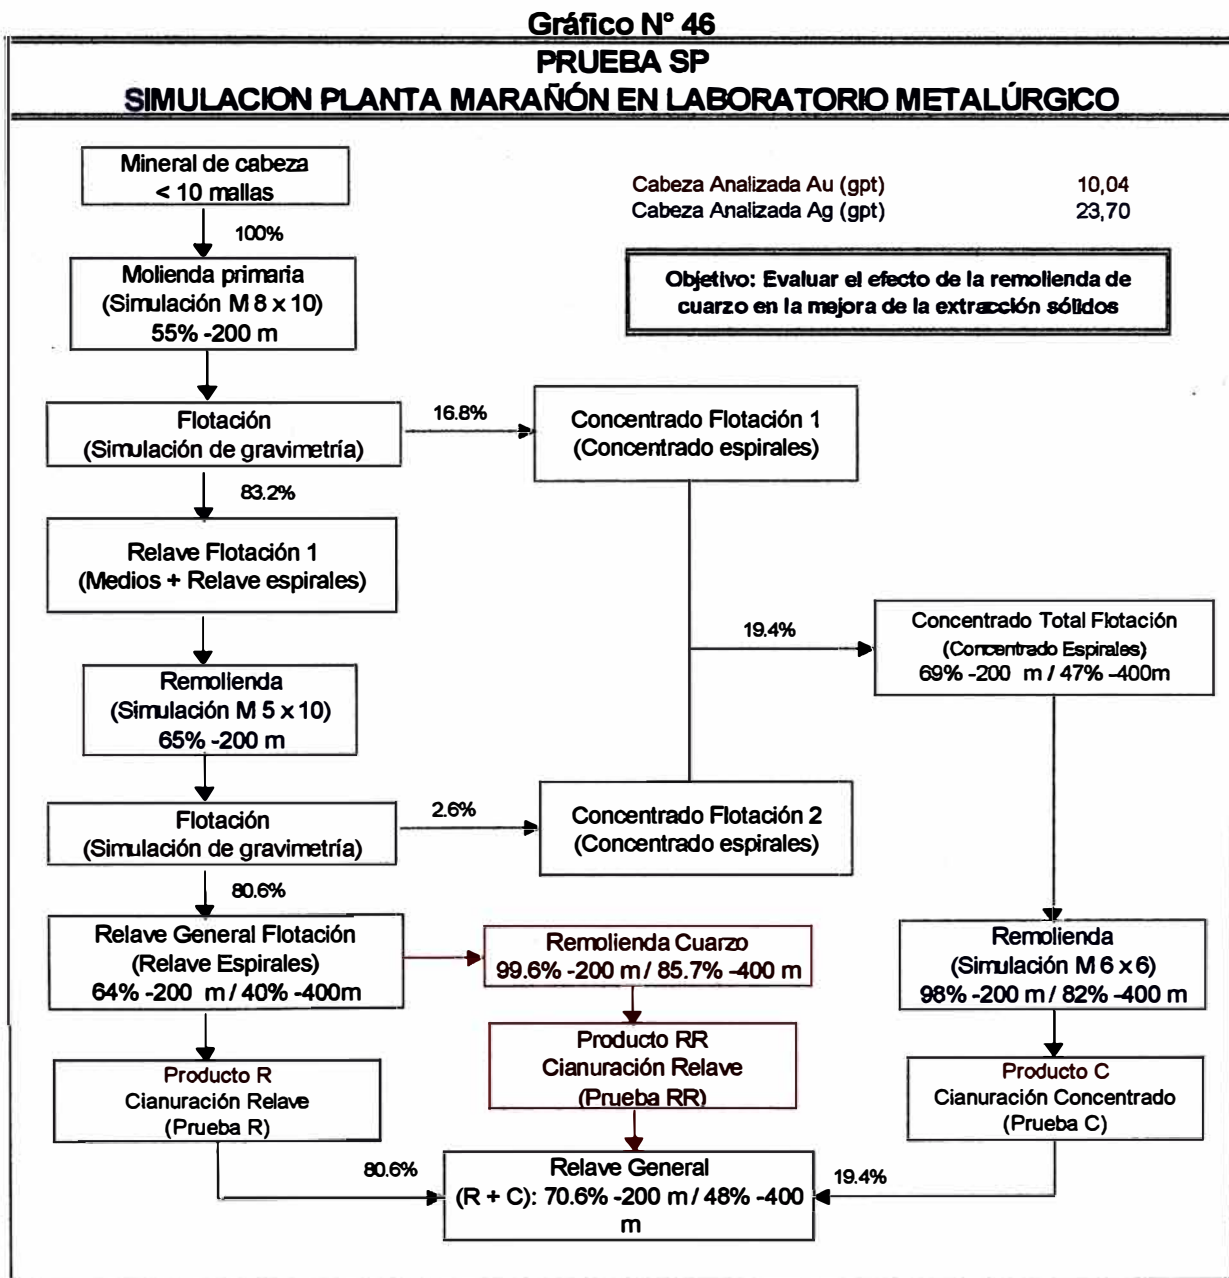 Gráfico N° 46
PRUEBA SP
SIMULACION PLANTA MARAÑÓN EN LABORATORIO METALÚRGICO
Mineral de cabeza
< 10 mallas
Cabeza Analizada Au (gpt) 10,04
Cabeza Analizada Ag (gpt) 23,70
100%
Molienda primaria
(Simulación M 8 x 10)
55% -200 m
Objetivo: Evaluar el efecto de la remolienda de
cuarzo en la mejora de la extracción sólidos
Flotación
(Simulación de gravimetría)
16.8%
Concentrado Flotación 1
(Concentrado espirales)
83.2%
Relave Flotación 1
(Medios + Relave espirales)
19.4%
Concentrado Total Flotación
(Concentrado Espirales)
69% -200 m / 47% -400m
Remolienda
(Simulación M 5 x 10)
65% -200 m
Flotación
(Simulación de gravimetría)
2.6%
Concentrado Flotación 2
(Concentrado espirales)
80.6%
Relave General Flotación
(Relave Espirales)
64% -200 m / 40% -400m
Remolienda Cuarzo
99.6% -200 m / 85.7% -400 m
Remolienda
(Simulación M 6 x 6)
98% -200 m / 82% -400 m
Producto R
Cianuración Relave
(Prueba R)
Producto RR
Cianuración Relave
(Prueba RR)
Producto C
Cianuración Concentrado
(Prueba C)
80.6%
Relave General
(R + C): 70.6% -200 m / 48% -400
m
19.4%